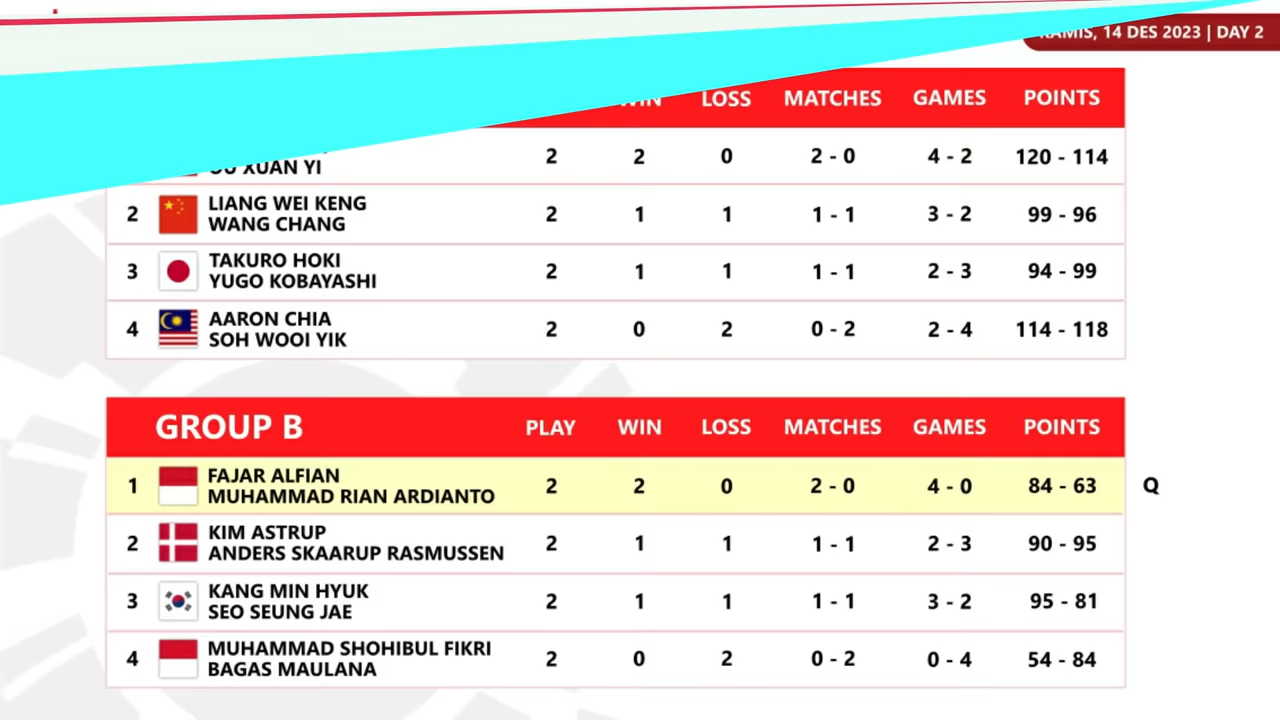 14 DES 2023 | DAY 2
LOSS MATCHES GAMES POINTS
XUAN YI 2 2 0 2 - 0 4 - 2 120 - 114
2 LIANG WEI KENG
WANG CHANG 2 1 1 1 - 1 3 - 2 99 - 96
3 TAKURO HOKI
YUGO KOBAYASHI 2 1 1 1 - 1 2 - 3 94 - 99
4 AARON CHIA
SOH WOOI YIK 2 0 2 0 - 2 2 - 4 114 - 118
GROUP B PLAY WIN LOSS MATCHES GAMES POINTS
1 FAJAR ALFIAN
MUHAMMAD RIAN ARDIANTO 2 2 0 2 - 0 4 - 0 84 - 63 Q
2 KIM ASTRUP
ANDERS SKAARUP RASMUSSEN 2 1 1 1 - 1 2 - 3 90 - 95
3 KANG MIN HYUK
SEO SEUNG JAE 2 1 1 1 - 1 3 - 2 95 - 81
4 MUHAMMAD SHOHIBUL FIKRI
BAGAS MAULANA 2 0 2 0 - 2 0 - 4 54 - 84